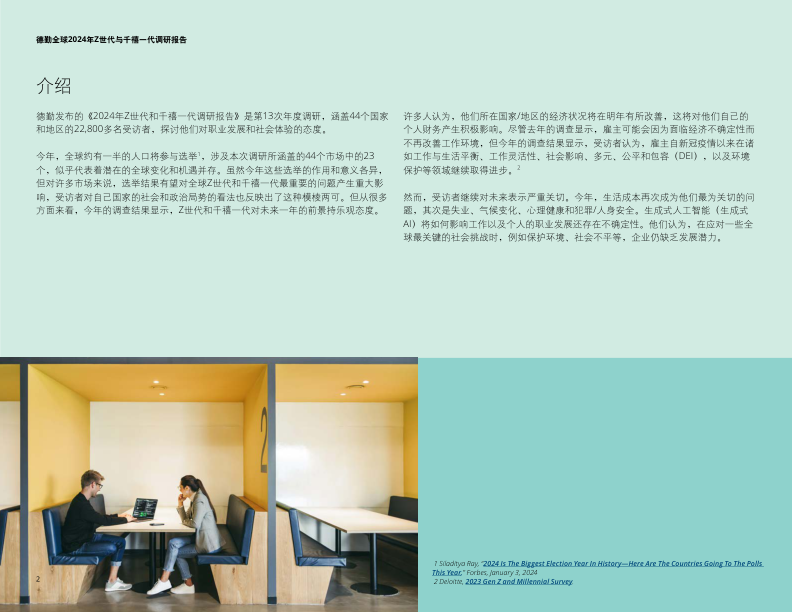 德勤全球2024年Z世代与千禧一代调研报告
介绍
德勤发布的《2024年Z世代和千禧一代调研报告》是第13次年度调研，涵盖44个国家
和地区的22,800多名受访者，探讨他们对职业发展和社会体验的态度。
今年，全球约有一半的人口将参与选举¹，涉及本次调研所涵盖的44个市场中的23
个，似乎代表着潜在的全球变化和机遇并存。虽然今年这些选举的作用和意义各异，
但对许多市场来说，选举结果有望对全球Z世代和千禧一代最重要的问题产生重大影
响，受访者对自己国家的社会和政治局势的看法也反映出了这种模棱两可。但从很多
方面来看，今年的调查结果显示，Z世代和千禧一代对未来一年的前景持乐观态度。
许多人认为，他们所在国家/地区的经济状况将在明年有所改善，这将对他们自己的
个人财务产生积极影响。尽管去年的调查显示，雇主可能会因为面临经济不确定性而
不再改善工作环境，但今年的调查结果显示，受访者认为，雇主自新冠疫情以来在诸
如工作与生活平衡、工作灵活性、社会影响、多元、公平和包容（DEI），以及环境
保护等领域继续取得进步。²
然而，受访者继续对未来表示严重关切。今年，生活成本再次成为他们最为关切的问
题，其次是失业、气候变化、心理健康和犯罪/人身安全。生成式人工智能（生成式
AI）将如何影响工作以及个人的职业发展还存在不确定性。他们认为，在应对一些全
球最关键的社会挑战时，例如保护环境、社会不平等，企业仍缺乏发展潜力。
2
2
1 Siladitya Ray, “2024 Is The Biggest Election Year In History—Here Are The Countries Going To The Polls
This Year,” Forbes, January 3, 2024
2 Deloitte, 2023 Gen Z and Millennial Survey